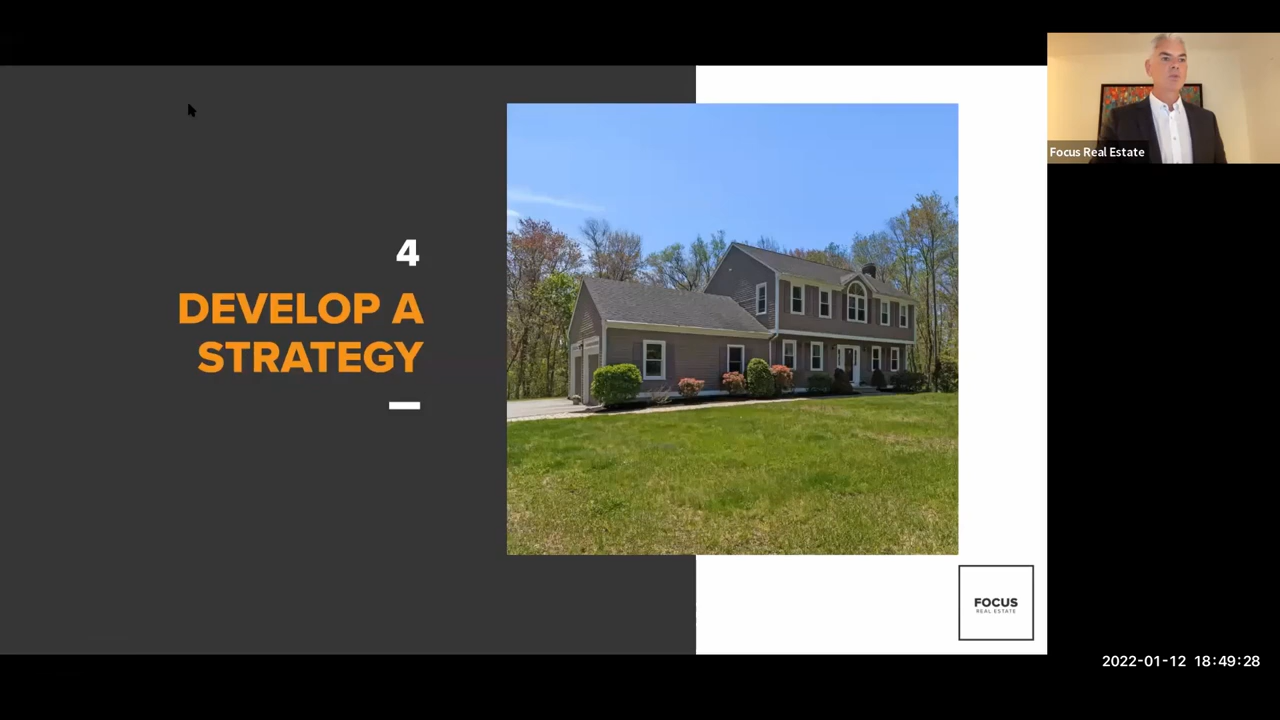 4
DEVELOP A
STRATEGY
Focus Real Estate
FOCUS
REAL ESTATE
2022-01-12 18:49:28